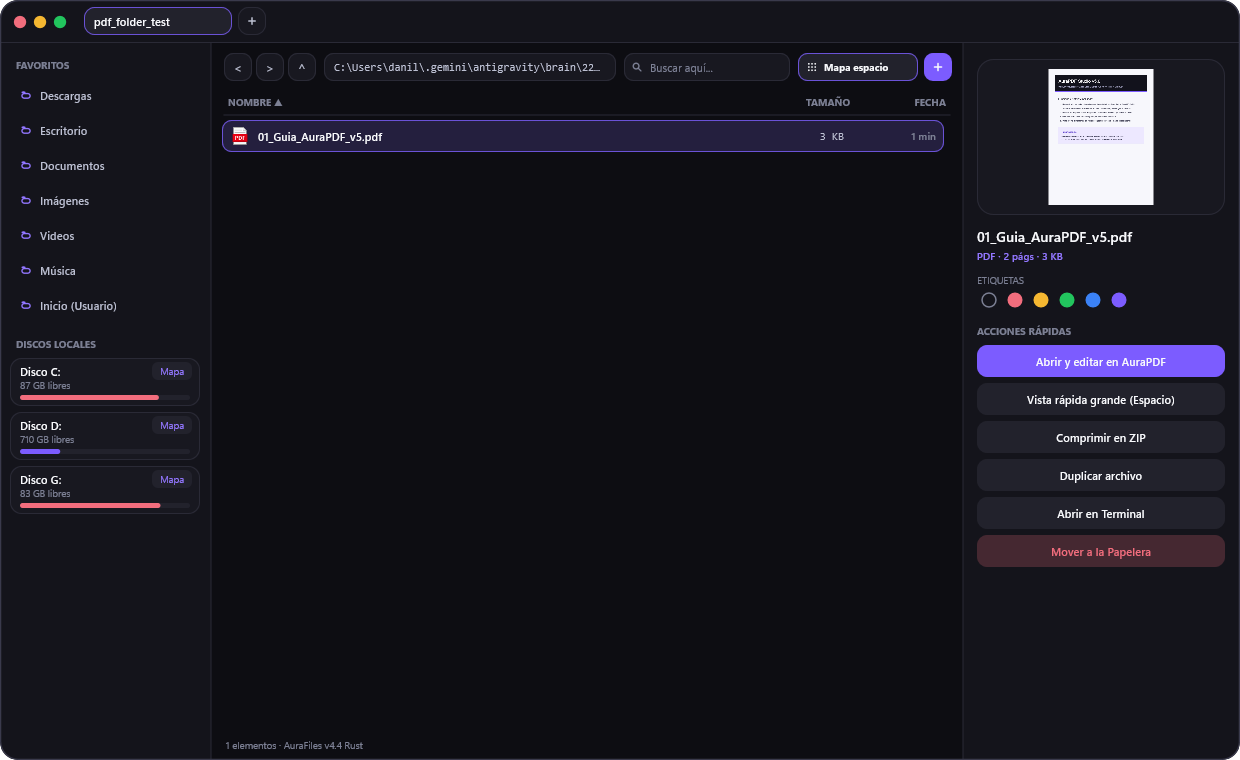 pdf_folder_test
+
FAVORITOS
Descargas
Escritorio
Documentos
Imágenes
Videos
Música
Inicio (Usuario)
DISCOS LOCALES
Disco C:
Mapa
87 GB libres
Disco D:
Mapa
710 GB libres
Disco G:
Mapa
83 GB libres
< > ^ C:\Users\danil\.gemini\antigravity\brain\22… Buscar aquí... Mapa espacio +
NOMBRE ▲ TAMAÑO FECHA
PDF 01_Guia_AuraPDF_v5.pdf 3 KB 1 min
1 elementos · AuraFiles v4.4 Rust
01_Guia_AuraPDF_v5.pdf
PDF · 2 págs · 3 KB
ETIQUETAS
ACCIONES RÁPIDAS
Abrir y editar en AuraPDF
Vista rápida grande (Espacio)
Comprimir en ZIP
Duplicar archivo
Abrir en Terminal
Mover a la Papelera